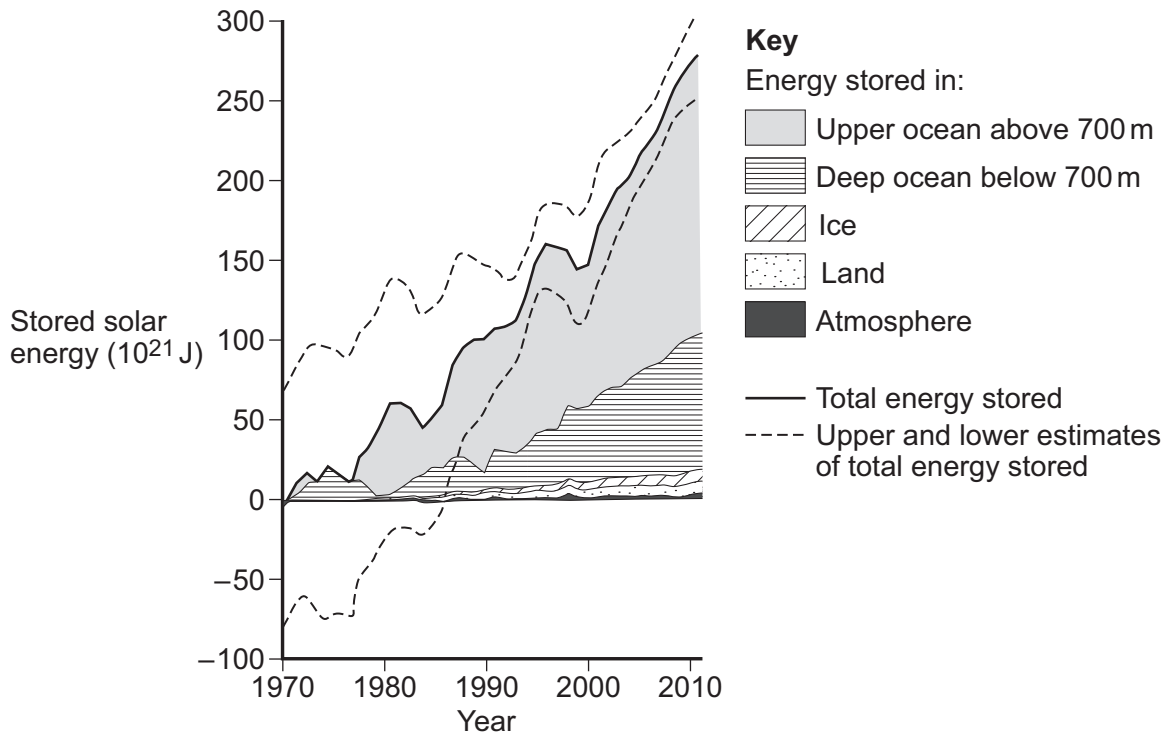 300
250
200
150
100
50
0
–50
–100
Stored solar
energy (10²¹ J)
1970 1980 1990 2000 2010
Year
Key
Energy stored in:
Upper ocean above 700 m
Deep ocean below 700 m
Ice
Land
Atmosphere
Total energy stored
Upper and lower estimates
of total energy stored